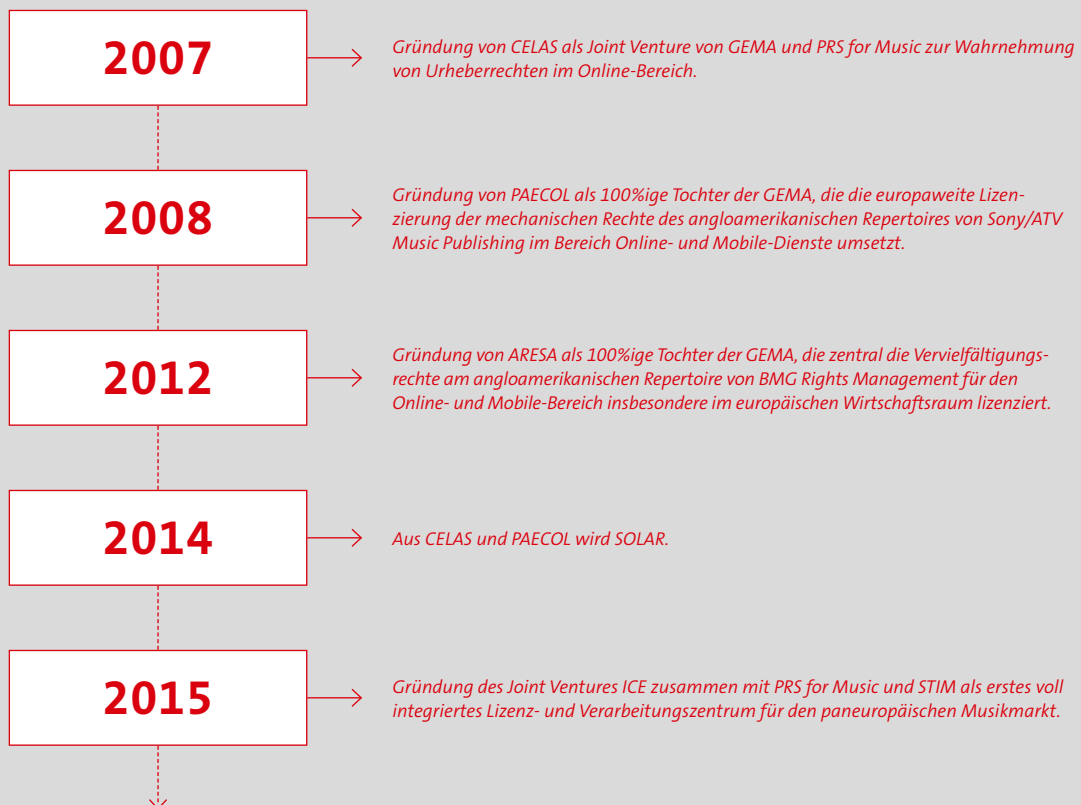 2007
Gründung von CELAS als Joint Venture von GEMA und PRS for Music zur Wahrnehmung
von Urheberrechten im Online-Bereich.
2008
Gründung von PAECOL als 100%ige Tochter der GEMA, die die europaweite Lizen-
zierung der mechanischen Rechte des angloamerikanischen Repertoires von Sony/ATV
Music Publishing im Bereich Online- und Mobile-Dienste umsetzt.
2012
Gründung von ARESA als 100%ige Tochter der GEMA, die zentral die Vervielfältigungs-
rechte am angloamerikanischen Repertoire von BMG Rights Management für den
Online- und Mobile-Bereich insbesondere im europäischen Wirtschaftsraum lizenziert.
2014
Aus CELAS und PAECOL wird SOLAR.
2015
Gründung des Joint Ventures ICE zusammen mit PRS for Music und STIM als erstes voll
integriertes Lizenz- und Verarbeitungszentrum für den paneuropäischen Musikmarkt.